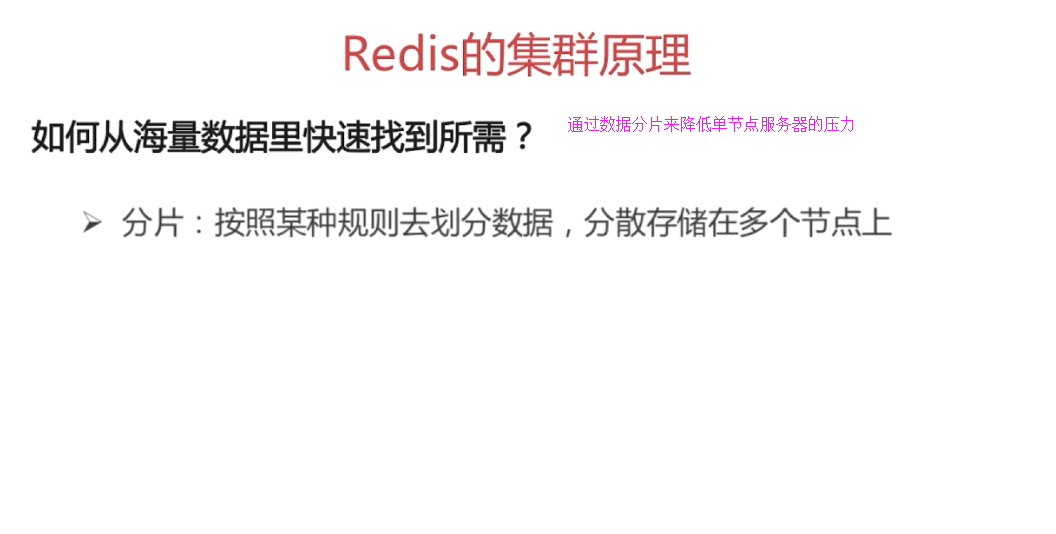 Redis的集群原理
如何从海量数据里快速找到所需？
通过数据分片来降低单节点服务器的压力
➢ 分片：按照某种规则去划分数据，分散存储在多个节点上